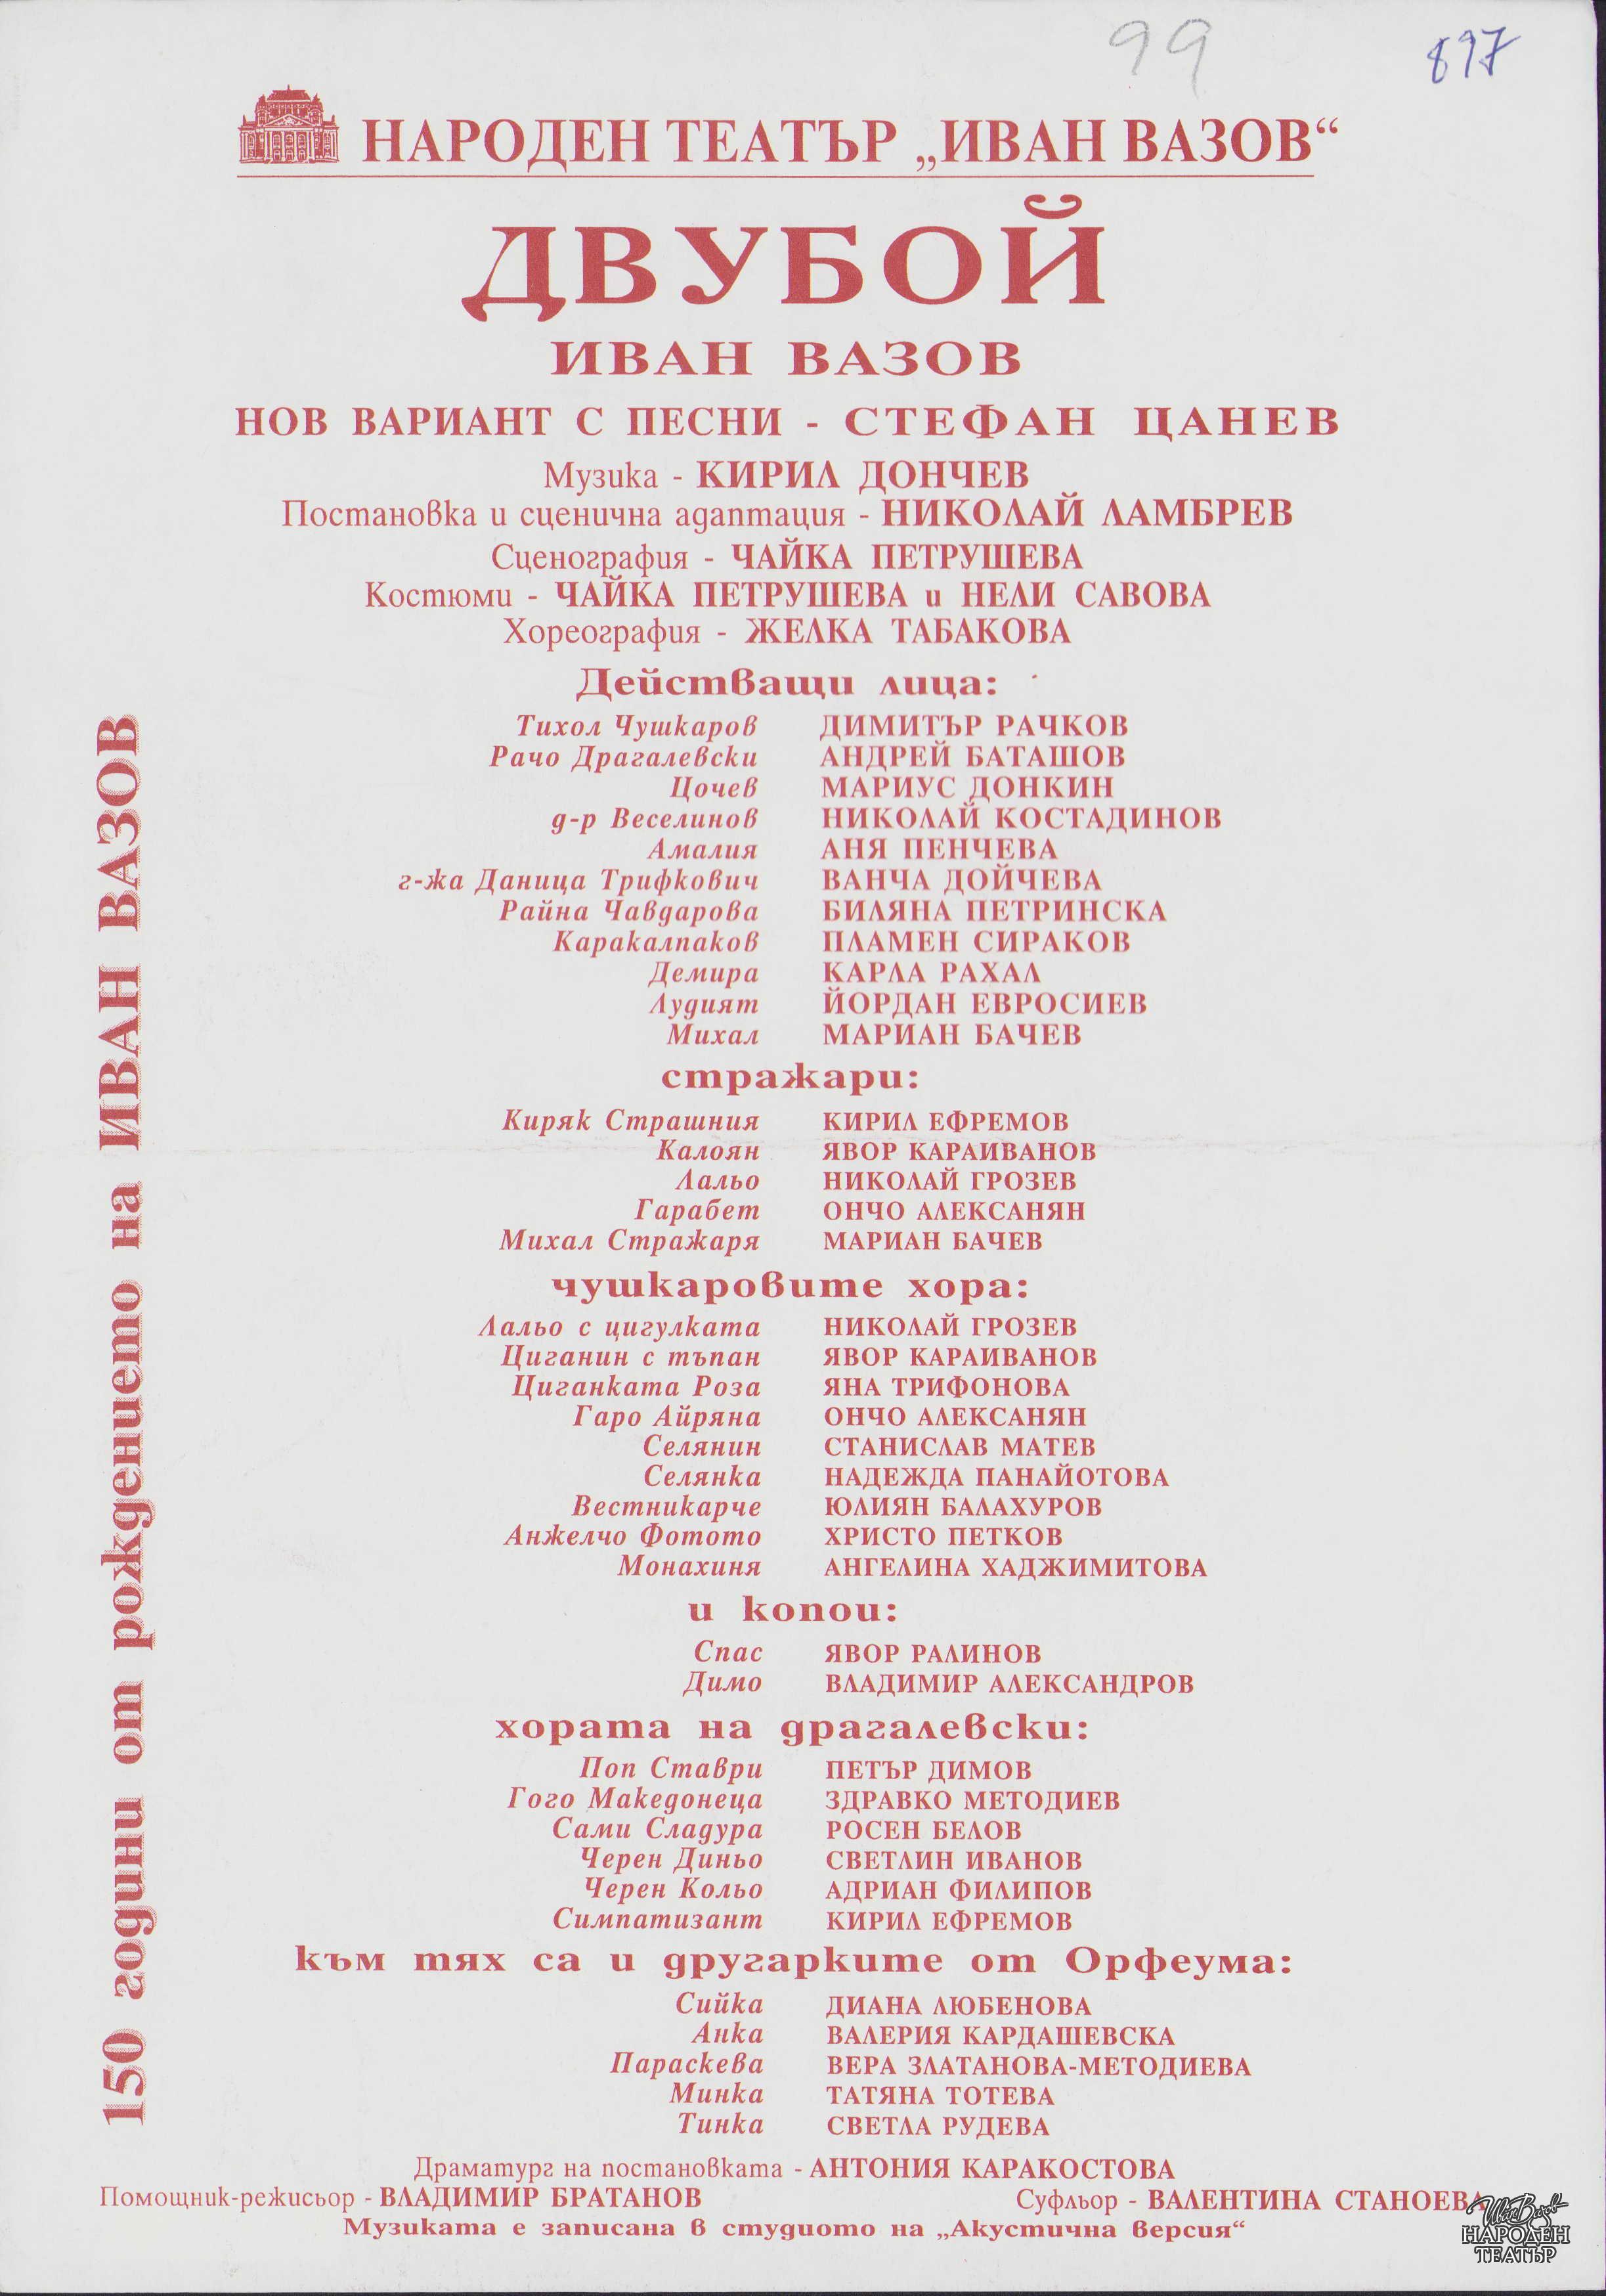 99
897
НАРОДЕН ТЕАТЪР „ИВАН ВАЗОВ“
ДВУБОЙ
ИВАН ВАЗОВ
НОВ ВАРИАНТ С ПЕСНИ - СТЕФАН ЦАНЕВ
Музика - КИРИЛ ДОНЧЕВ
Постановка и сценична адаптация - НИКОЛАЙ ЛАМБРЕВ
Сценография - ЧАЙКА ПЕТРУШЕВА
Костюми - ЧАЙКА ПЕТРУШЕВА и НЕЛИ САВОВА
Хореография - ЖЕЛКА ТАБАКОВА
Действащи лица:
Тихол Чушкаров ДИМИТЪР РАЧКОВ
Рачо Драгалевски АНДРЕЙ БАТАШОВ
Цочев МАРИУС ДОНКИН
д-р Веселинов НИКОЛАЙ КОСТАДИНОВ
Амалия АНЯ ПЕНЧЕВА
г-жа Даница Трифкович ВАНЧА ДОЙЧЕВА
Райна Чавдарова БИЛЯНА ПЕТРИНСКА
Каракалпаков ПЛАМЕН СИРАКОВ
Демира КАРЛА РАХАЛ
Лудият ЙОРДАН ЕВРОСИЕВ
Михал МАРИАН БАЧЕВ
стражари:
Киряк Страшния КИРИЛ ЕФРЕМОВ
Калоян ЯВОР КАРАИВАНОВ
Лальо НИКОЛАЙ ГРОЗЕВ
Гарабет ОНЧО АЛЕКСАНЯН
Михал Стражаря МАРИАН БАЧЕВ
чушкаровите хора:
Лальо с цигулката НИКОЛАЙ ГРОЗЕВ
Циганин с тъпан ЯВОР КАРАИВАНОВ
Циганката Роза ЯНА ТРИФОНОВА
Гаро Айряна ОНЧО АЛЕКСАНЯН
Селянин СТАНИСЛАВ МАТЕВ
Селянка НАДЕЖДА ПАНАЙОТОВА
Вестникарче ЮЛИЯН БАЛАХУРОВ
Анжелчо Фотото ХРИСТО ПЕТКОВ
Монахиня АНГЕЛИНА ХАДЖИМИТОВА
и копои:
Спас ЯВОР РАЛИНОВ
Димо ВЛАДИМИР АЛЕКСАНДРОВ
хората на драгалевски:
Поп Ставри ПЕТЪР ДИМОВ
Гого Македонеца ЗДРАВКО МЕТОДИЕВ
Сами Сладура РОСЕН БЕЛОВ
Черен Диньо СВЕТЛИН ИВАНОВ
Черен Кольо АДРИАН ФИЛИПОВ
Симпатизант КИРИЛ ЕФРЕМОВ
към тях са и другарките от Орфеума:
Сийка ДИАНА ЛЮБЕНОВА
Анка ВАЛЕРИЯ КАРДАШЕВСКА
Параскева ВЕРА ЗЛАТАНОВА-МЕТОДИЕВА
Минка ТАТЯНА ТОТЕВА
Тинка СВЕТЛА РУДЕВА
Драматург на постановката - АНТОНИЯ КАРАКОСТОВА
Помощник-режисьор - ВЛАДИМИР БРАТАНОВ Суфльор - ВАЛЕНТИНА СТАНОЕВА
Музиката е записана в студиото на „Акустична версия“
150 години от рождението на ИВАН ВАЗОВ
Иван Вазов
НАРОДЕН
ТЕАТЪР